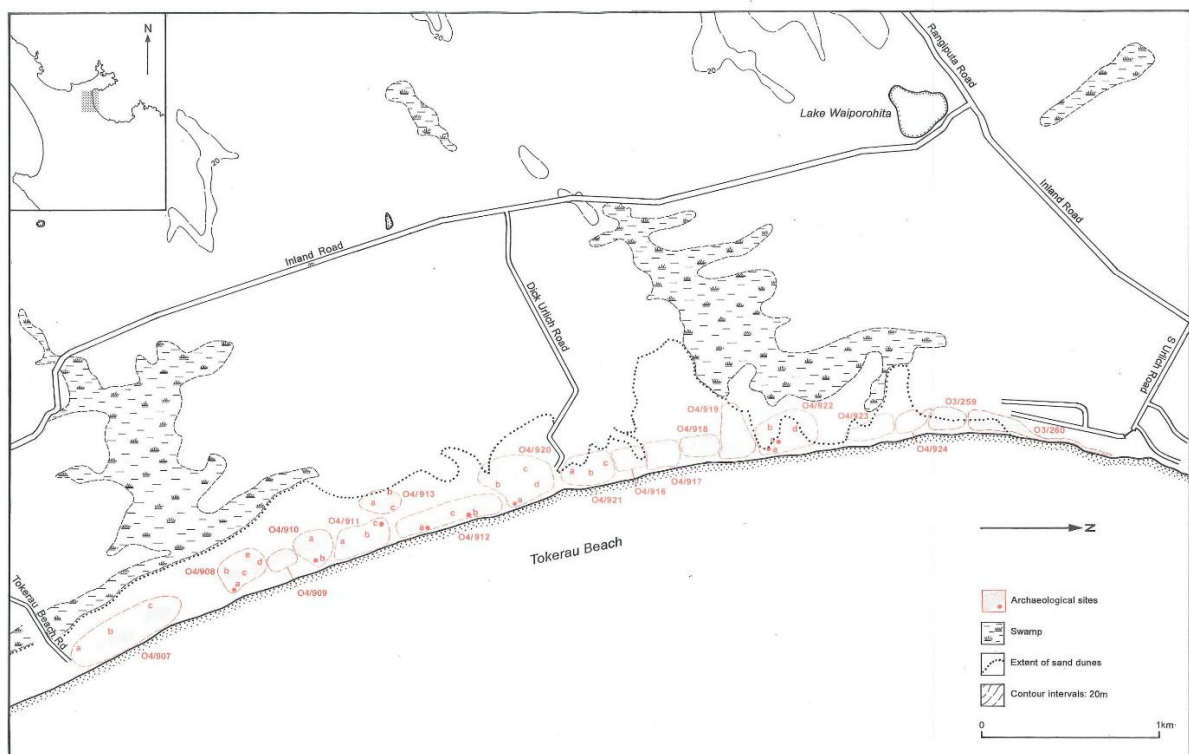 N
20
20
20
Rangiputa Road
Lake Waiporohita
Inland Road
Inland Road
Dick Urlich Road
S Urlich Road
O4/919
O4/922
O4/923
O3/259
O3/260
O4/924
b
d
a
O4/918
O4/917
O4/916
O4/921
a
b
c
O4/920
b
c
d
a
O4/913
b
a
c
O4/911
c
a
b
O4/912
a
c
b
O4/910
a
b
O4/909
O4/908
e
b
d
c
a
Tokerau Beach
N
Tokerau Beach Rd
c
b
a
O4/907
Archaeological sites
Swamp
Extent of sand dunes
Contour intervals: 20m
0
1km